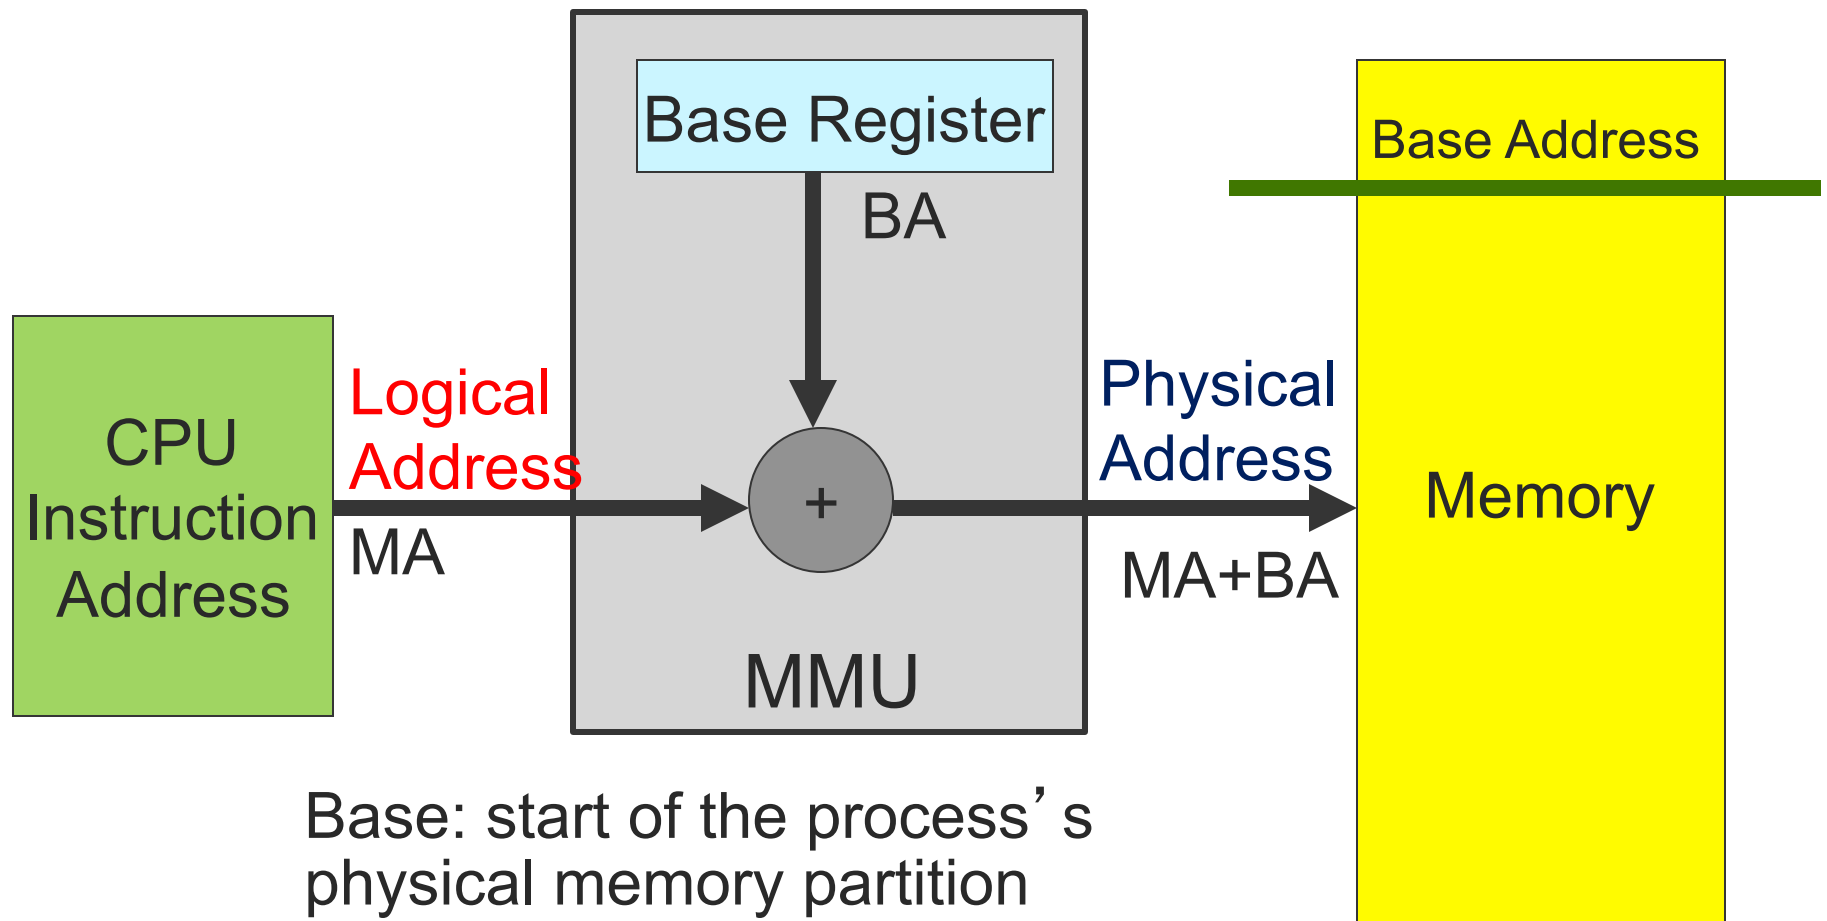 Base Register
BA
Base Address
CPU
Instruction
Address
Logical
Address
MA
+
Physical
Address
MA+BA
Memory
MMU
Base: start of the process’s
physical memory partition